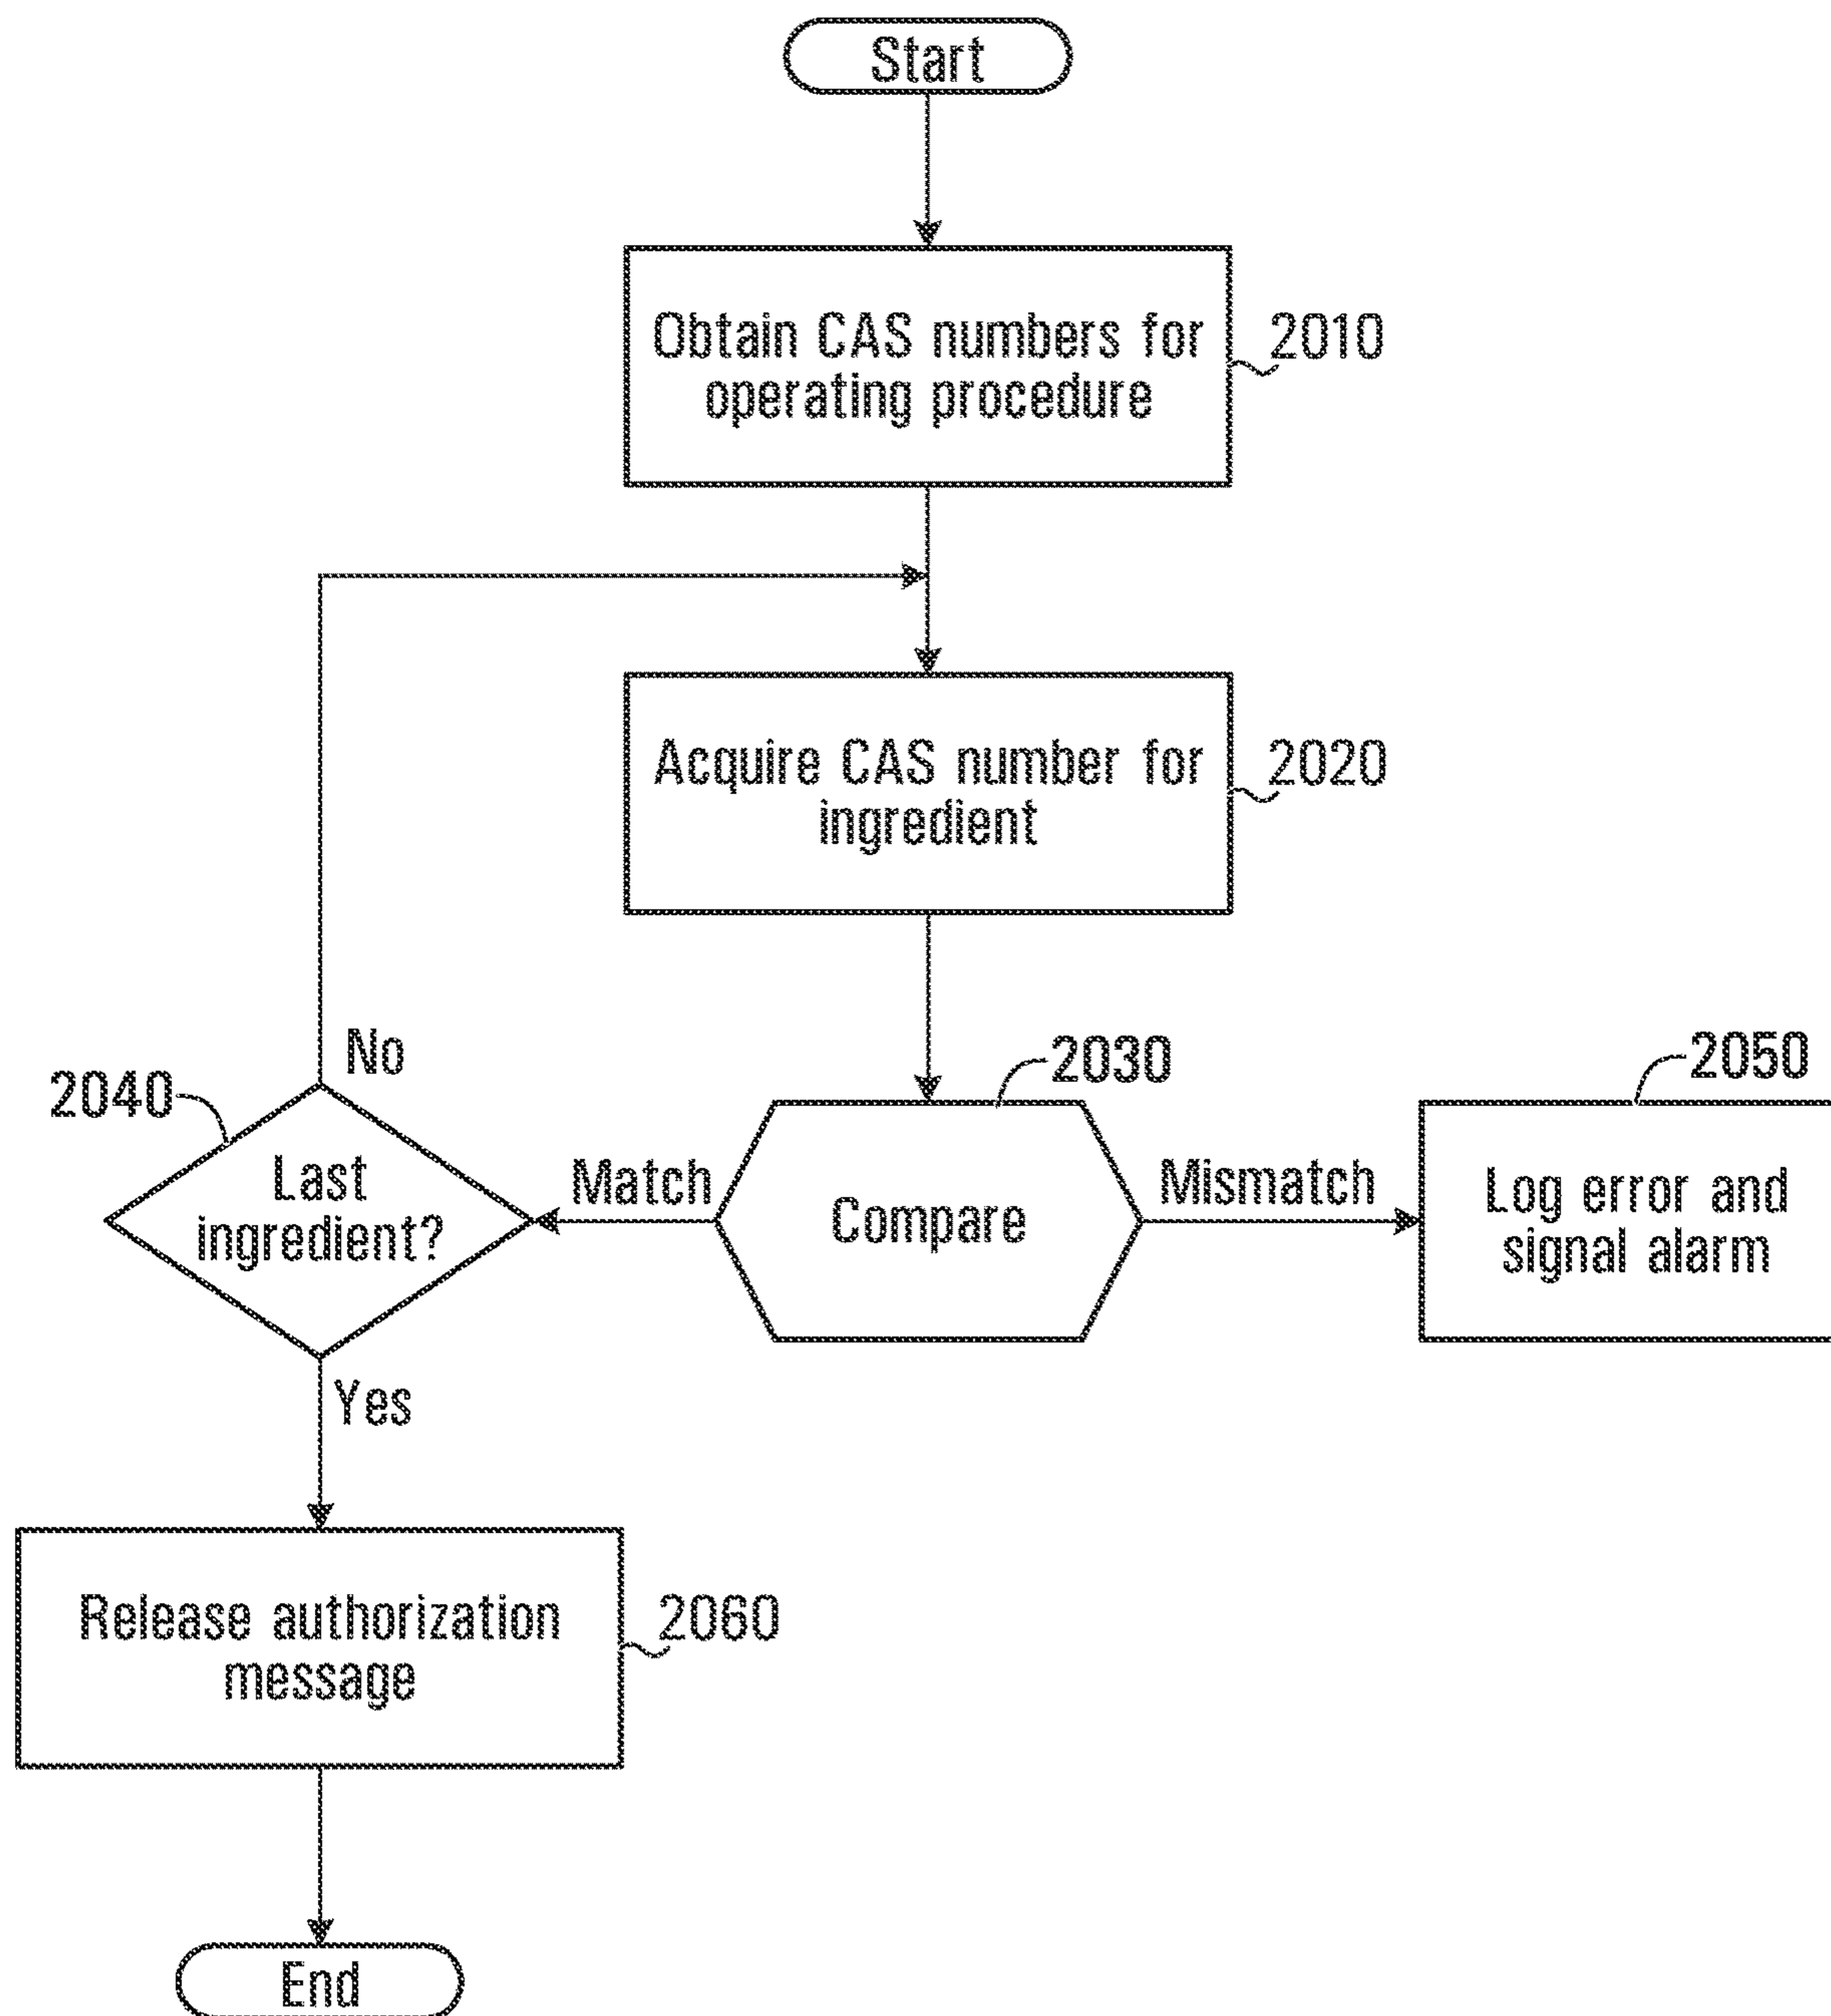 Start
Obtain CAS numbers for
operating procedure
2010
Acquire CAS number for
ingredient
2020
No
2040
2030
2050
Last
ingredient?
Match
Compare
Mismatch
Log error and
signal alarm
Yes
Release authorization
message
2060
End